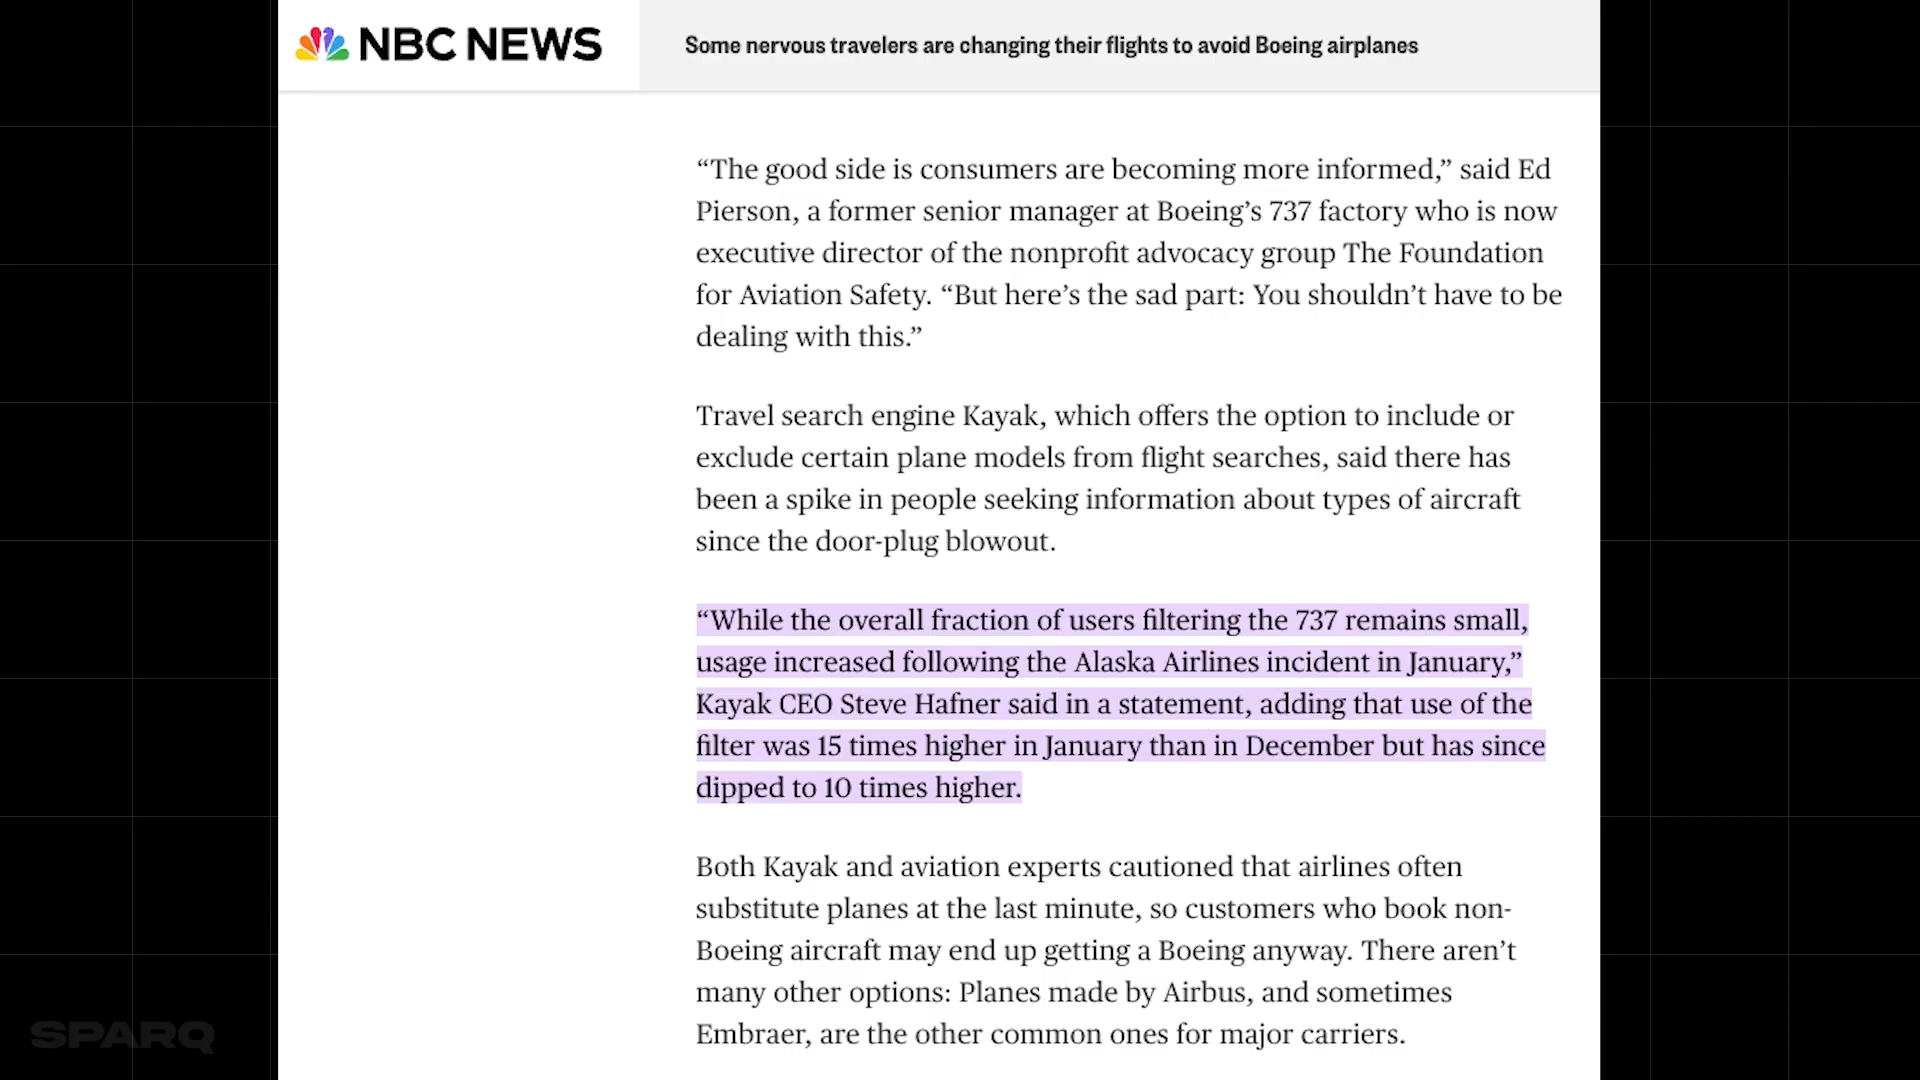 NBC NEWS
Some nervous travelers are changing their flights to avoid Boeing airplanes
“The good side is consumers are becoming more informed,” said Ed
Pierson, a former senior manager at Boeing’s 737 factory who is now
executive director of the nonprofit advocacy group The Foundation
for Aviation Safety. “But here’s the sad part: You shouldn’t have to be
dealing with this.”
Travel search engine Kayak, which offers the option to include or
exclude certain plane models from flight searches, said there has
been a spike in people seeking information about types of aircraft
since the door-plug blowout.
“While the overall fraction of users filtering the 737 remains small,
usage increased following the Alaska Airlines incident in January,”
Kayak CEO Steve Hafner said in a statement, adding that use of the
filter was 15 times higher in January than in December but has since
dipped to 10 times higher.
Both Kayak and aviation experts cautioned that airlines often
substitute planes at the last minute, so customers who book non-
Boeing aircraft may end up getting a Boeing anyway. There aren’t
many other options: Planes made by Airbus, and sometimes
Embraer, are the other common ones for major carriers.
SPARQ